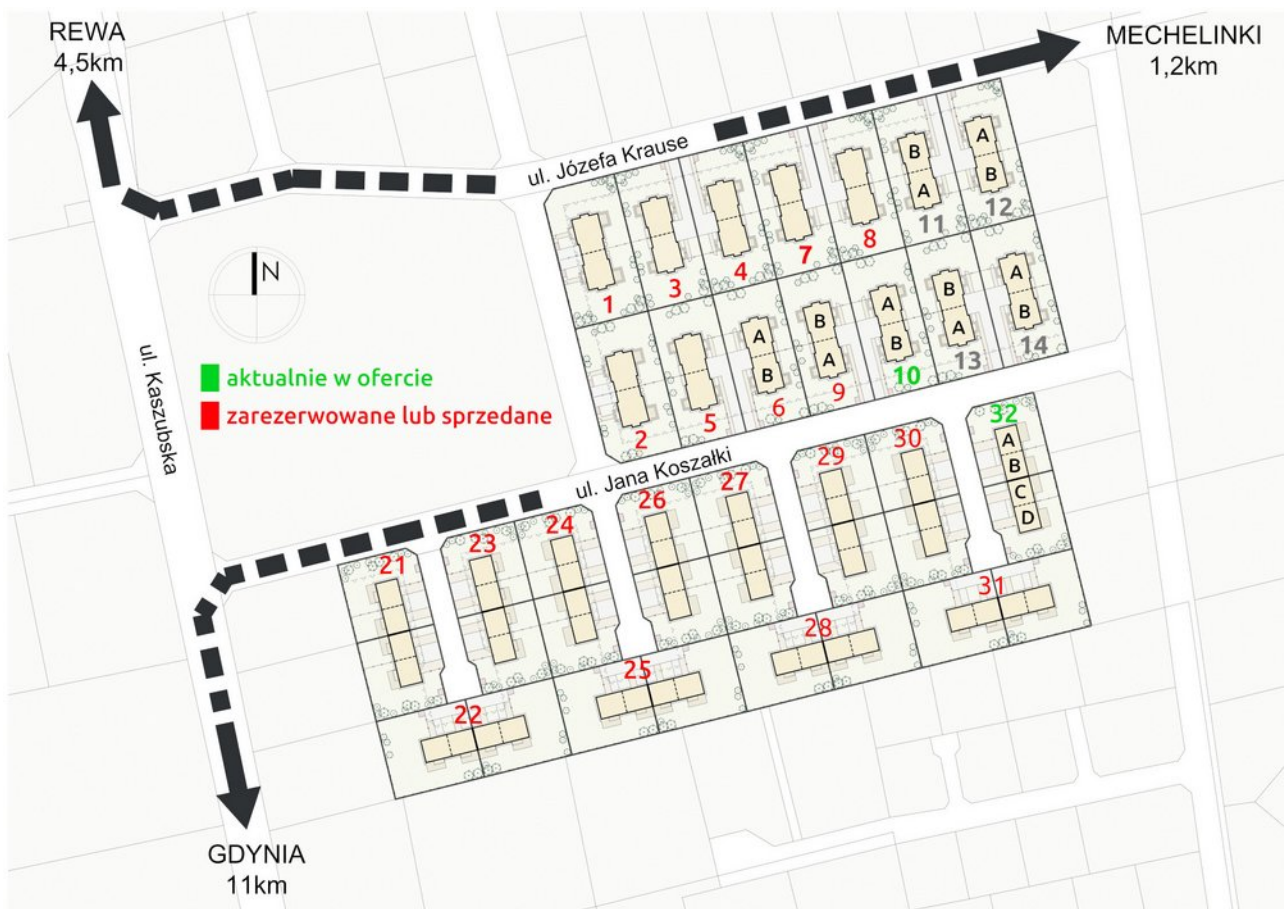 REWA
4,5km
MECHELINKI
1,2km
ul. Józefa Krause
A
B
B
A
12
11
8
7
4
3
1
N
A
B
14
B
A
13
A
B
10
B
A
9
A
B
6
5
2
ul. Kaszubska
aktualnie w ofercie
zarezerwowane lub sprzedane
ul. Jana Koszałki
32
A
B
C
D
30
29
27
26
24
23
21
31
28
25
22
GDYNIA
11km